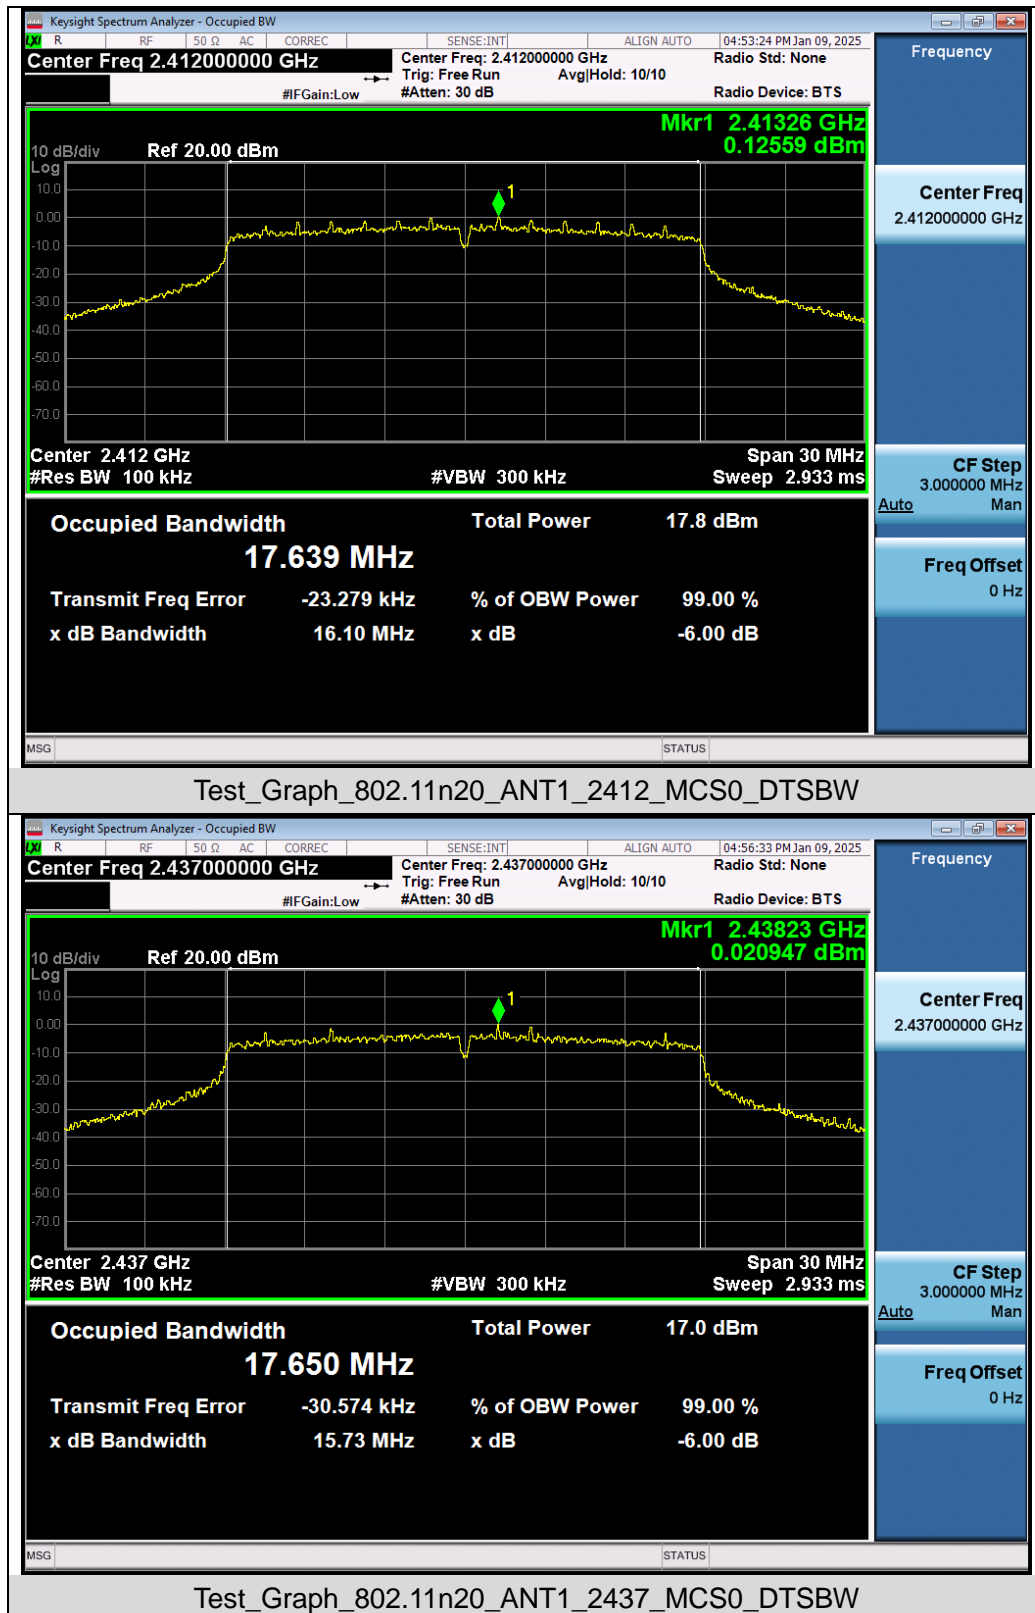 Keysight Spectrum Analyzer - Occupied BW
LXI R RF 50 Ω AC CORREC SENSE:INT ALIGN AUTO 04:53:24 PM Jan 09, 2025
Center Freq 2.412000000 GHz
Center Freq: 2.412000000 GHz Radio Std: None
Trig: Free Run Avg|Hold: 10/10
#IFGain:Low #Atten: 30 dB Radio Device: BTS
Frequency
Mkr1 2.41326 GHz
0.12559 dBm
10 dB/div Ref 20.00 dBm
Log
10.0
0.00
-10.0
-20.0
-30.0
-40.0
-50.0
-60.0
-70.0
1
Center 2.412 GHz Span 30 MHz
#Res BW 100 kHz #VBW 300 kHz Sweep 2.933 ms
Center Freq
2.412000000 GHz
CF Step
3.000000 MHz
Auto Man
Freq Offset
0 Hz
Occupied Bandwidth Total Power 17.8 dBm
17.639 MHz
Transmit Freq Error -23.279 kHz % of OBW Power 99.00 %
x dB Bandwidth 16.10 MHz x dB -6.00 dB
MSG STATUS
Test_Graph_802.11n20_ANT1_2412_MCS0_DTSBW
Keysight Spectrum Analyzer - Occupied BW
LXI R RF 50 Ω AC CORREC SENSE:INT ALIGN AUTO 04:56:33 PM Jan 09, 2025
Center Freq 2.437000000 GHz
Center Freq: 2.437000000 GHz Radio Std: None
Trig: Free Run Avg|Hold: 10/10
#IFGain:Low #Atten: 30 dB Radio Device: BTS
Frequency
Mkr1 2.43823 GHz
0.020947 dBm
10 dB/div Ref 20.00 dBm
Log
10.0
0.00
-10.0
-20.0
-30.0
-40.0
-50.0
-60.0
-70.0
1
Center 2.437 GHz Span 30 MHz
#Res BW 100 kHz #VBW 300 kHz Sweep 2.933 ms
Center Freq
2.437000000 GHz
CF Step
3.000000 MHz
Auto Man
Freq Offset
0 Hz
Occupied Bandwidth Total Power 17.0 dBm
17.650 MHz
Transmit Freq Error -30.574 kHz % of OBW Power 99.00 %
x dB Bandwidth 15.73 MHz x dB -6.00 dB
MSG STATUS
Test_Graph_802.11n20_ANT1_2437_MCS0_DTSBW